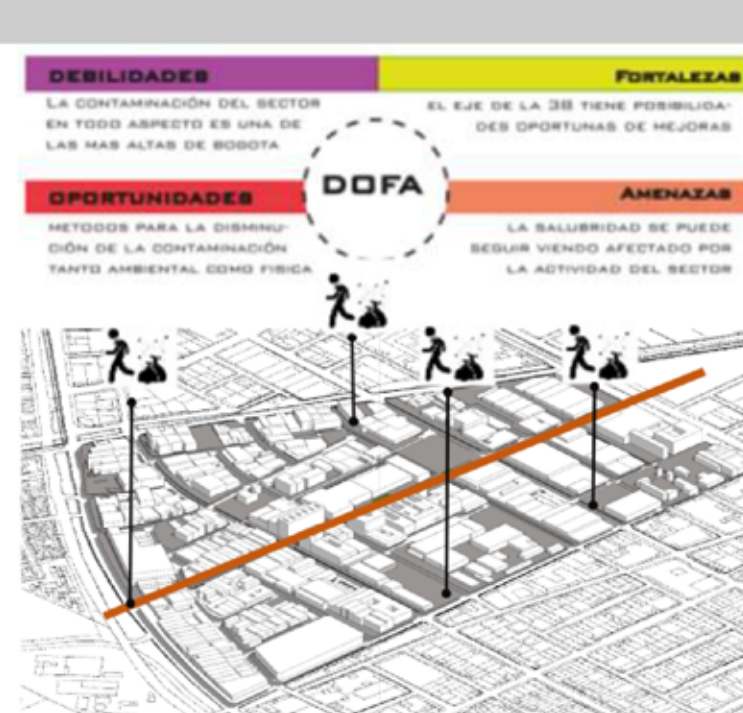 DEBILIDADES
LA CONTAMINACIÓN DEL SECTOR
EN TODO ASPECTO ES UNA DE
LAS MAS ALTAS DE BOGOTA
FORTALEZAS
EL EJE DE LA 38 TIENE POSIBILIDA-
DES OPORTUNAS DE MEJORAS
DOFA
OPORTUNIDADES
METODOS PARA LA DISMINU-
CIÓN DE LA CONTAMINACIÓN
TANTO AMBIENTAL COMO FISICA
AMENAZAS
LA SALUBRIDAD SE PUEDE
SEGUIR VIENDO AFECTADO POR
LA ACTIVIDAD DEL SECTOR